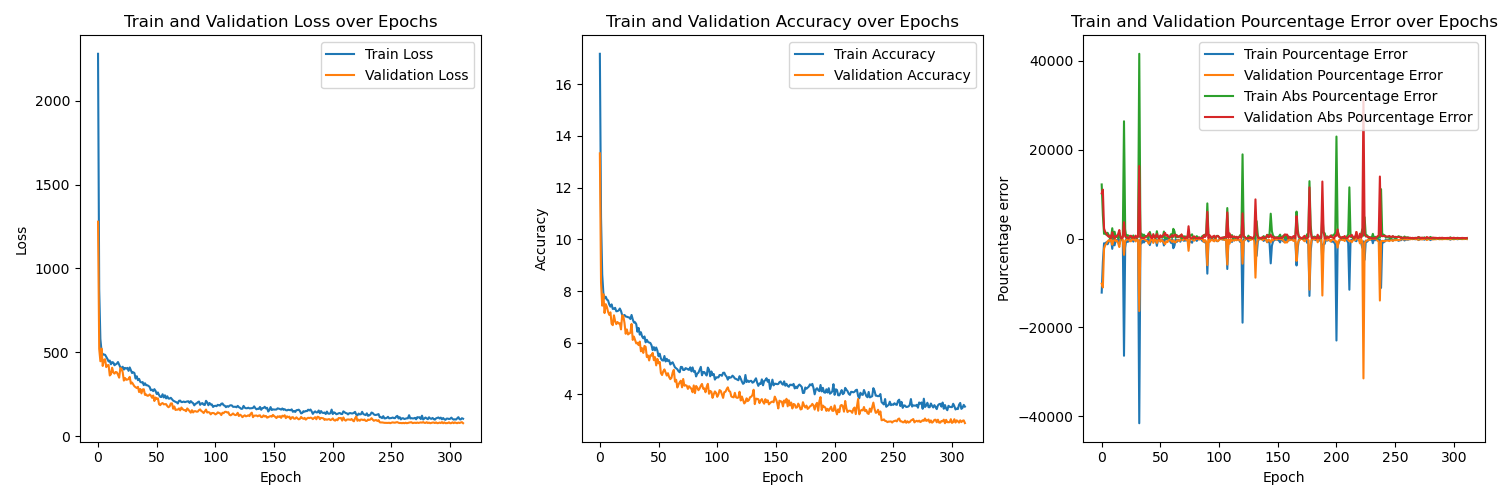 Train and Validation Loss over Epochs
Train Loss
Validation Loss
2000
1500
1000
500
0
Loss
0 50 100 150 200 250 300
Epoch
Train and Validation Accuracy over Epochs
Train Accuracy
Validation Accuracy
16
14
12
10
8
6
4
Accuracy
0 50 100 150 200 250 300
Epoch
Train and Validation Pourcentage Error over Epochs
Train Pourcentage Error
Validation Pourcentage Error
Train Abs Pourcentage Error
Validation Abs Pourcentage Error
40000
20000
0
−20000
−40000
Pourcentage error
0 50 100 150 200 250 300
Epoch